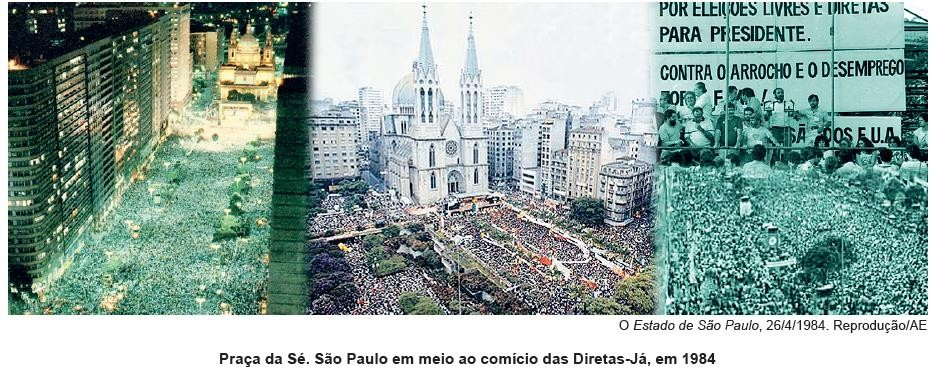 POR ELEIÇÕES LIVRES E DIRETAS
PARA PRESIDENTE.
CONTRA O ARROCHO E O DESEMPREGO
E.U.A.
O Estado de São Paulo, 26/4/1984. Reprodução/AE
Praça da Sé. São Paulo em meio ao comício das Diretas-Já, em 1984